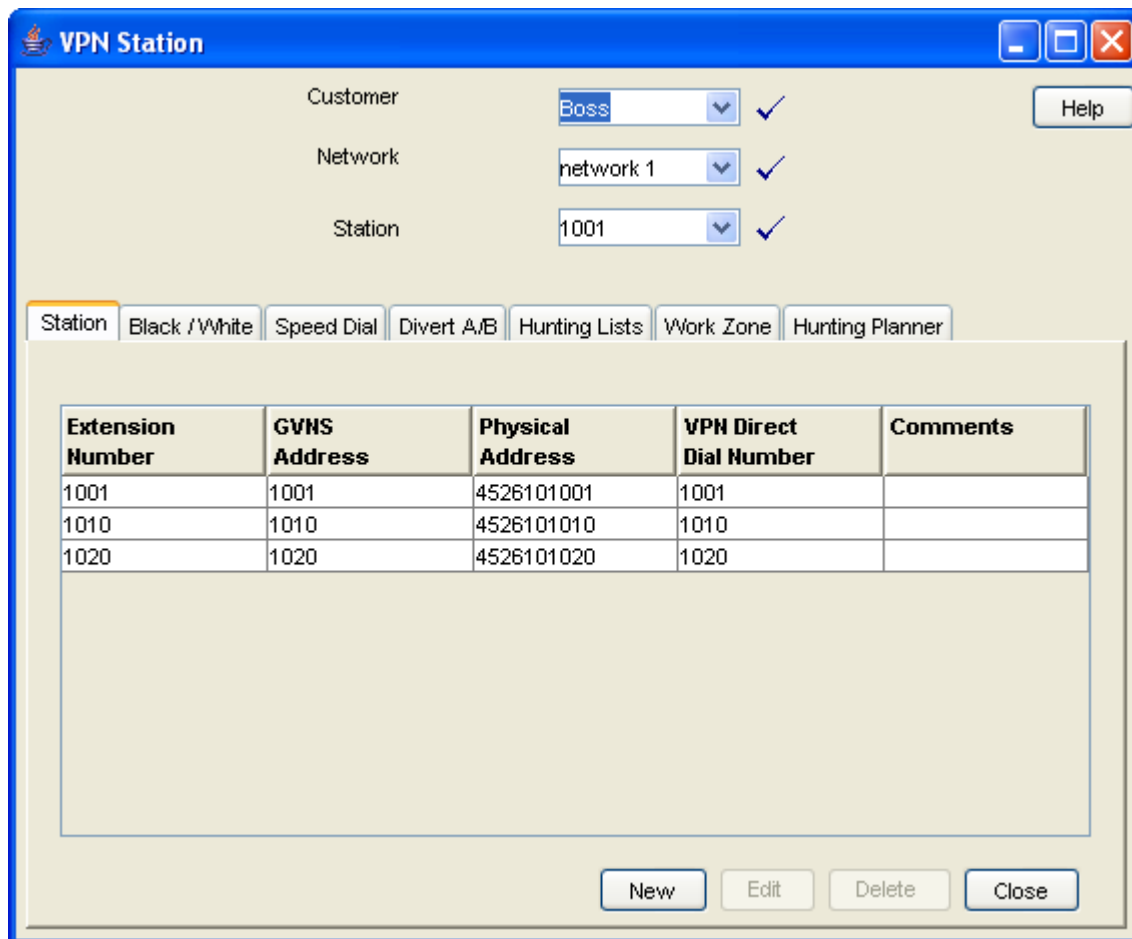 VPN Station
Customer Boss Help
Network network 1
Station 1001
Station Black / White Speed Dial Divert A/B Hunting Lists Work Zone Hunting Planner
Extension Number GVNS Address Physical Address VPN Direct Dial Number Comments
1001 1001 4526101001 1001
1010 1010 4526101010 1010
1020 1020 4526101020 1020
New Edit Delete Close